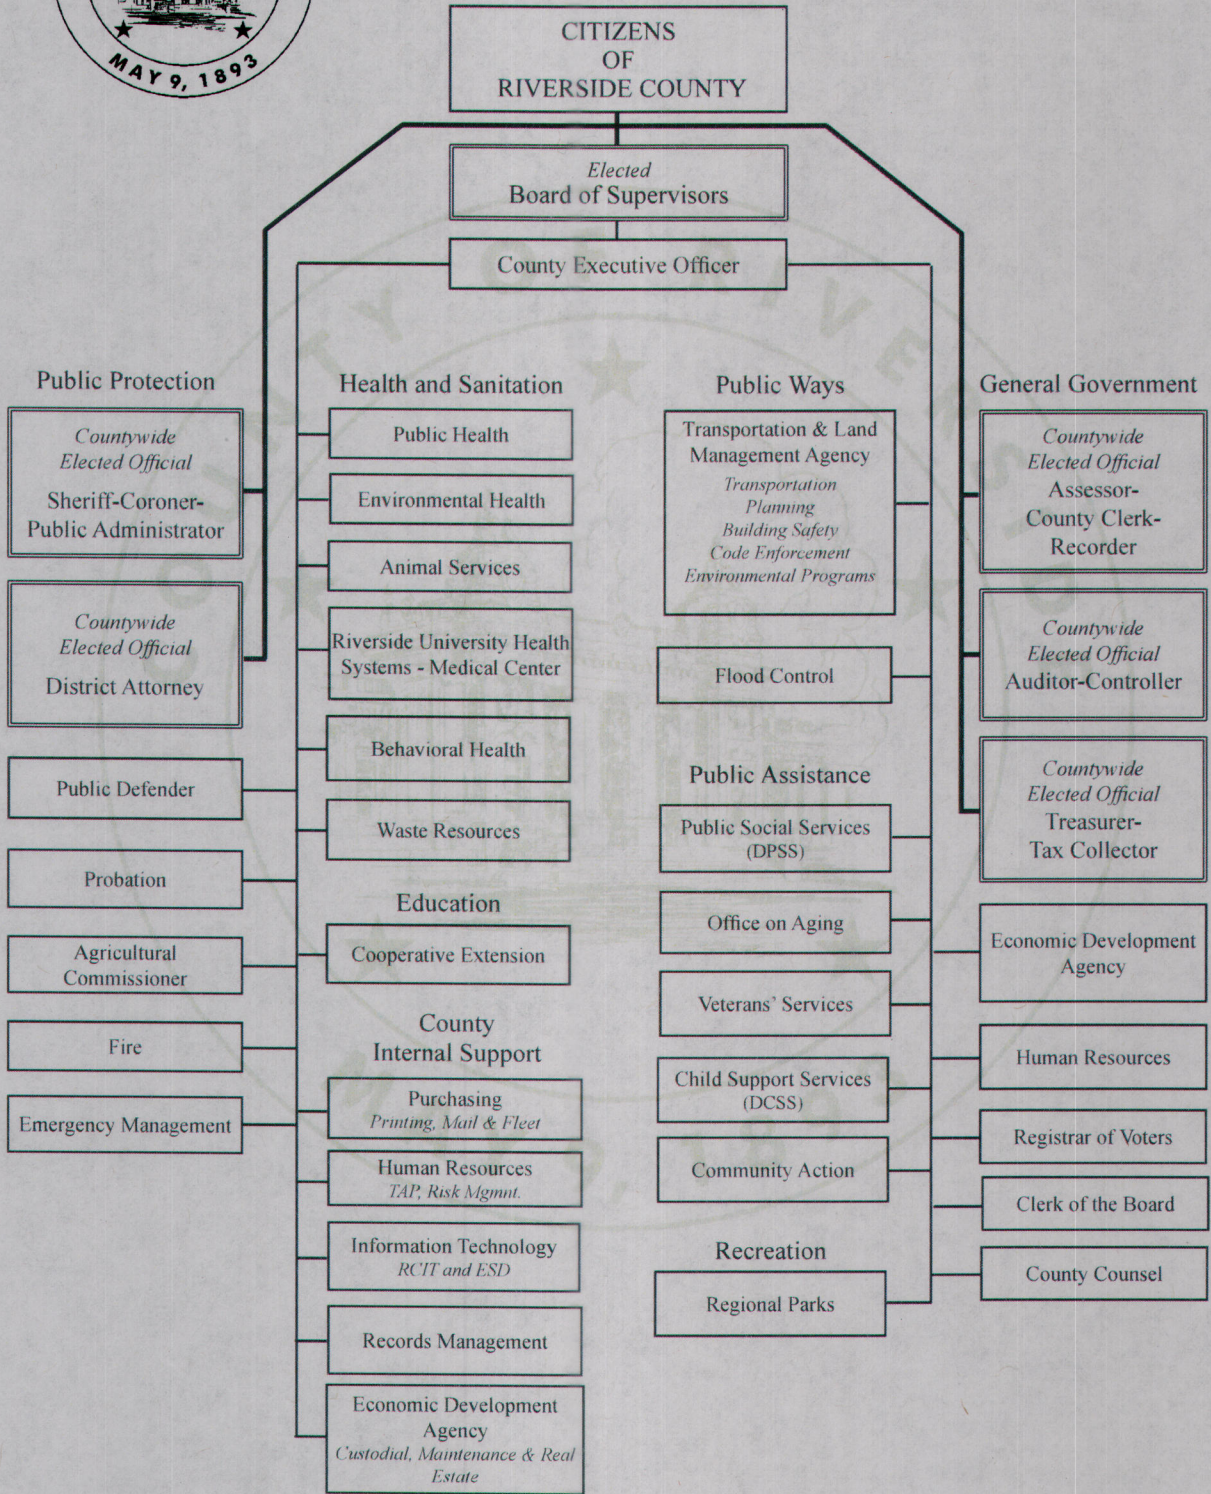 MAY 9, 1893
CITIZENS
OF
RIVERSIDE COUNTY
Elected
Board of Supervisors
County Executive Officer
COUNTY OF RIVERSIDE
MAY 9, 1893
Public Protection
Countywide
Elected Official
Sheriff-Coroner-
Public Administrator
Countywide
Elected Official
District Attorney
Public Defender
Probation
Agricultural
Commissioner
Fire
Emergency Management
Health and Sanitation
Public Health
Environmental Health
Animal Services
Riverside University Health
Systems - Medical Center
Behavioral Health
Waste Resources
Education
Cooperative Extension
County
Internal Support
Purchasing
Printing, Mail & Fleet
Human Resources
TAP, Risk Mgmnt.
Information Technology
RCIT and ESD
Records Management
Economic Development
Agency
Custodial, Maintenance & Real
Estate
Public Ways
Transportation & Land
Management Agency
Transportation
Planning
Building Safety
Code Enforcement
Environmental Programs
Flood Control
Public Assistance
Public Social Services
(DPSS)
Office on Aging
Veterans' Services
Child Support Services
(DCSS)
Community Action
Recreation
Regional Parks
General Government
Countywide
Elected Official
Assessor-
County Clerk-
Recorder
Countywide
Elected Official
Auditor-Controller
Countywide
Elected Official
Treasurer-
Tax Collector
Economic Development
Agency
Human Resources
Registrar of Voters
Clerk of the Board
County Counsel